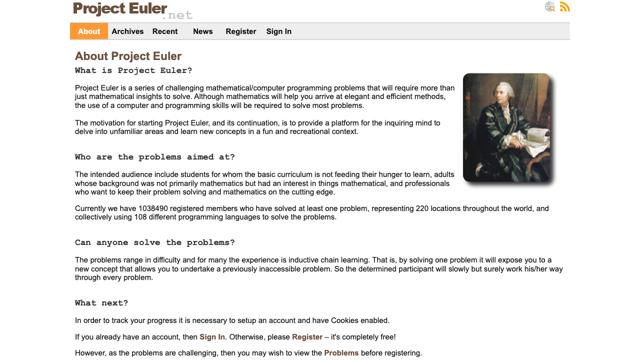 Project Euler
.net
About Archives Recent News Register Sign In
About Project Euler
What is Project Euler?
Project Euler is a series of challenging mathematical/computer programming problems that will require more than
just mathematical insights to solve. Although mathematics will help you arrive at elegant and efficient methods,
the use of a computer and programming skills will be required to solve most problems.
The motivation for starting Project Euler, and its continuation, is to provide a platform for the inquiring mind to
delve into unfamiliar areas and learn new concepts in a fun and recreational context.
Who are the problems aimed at?
The intended audience include students for whom the basic curriculum is not feeding their hunger to learn, adults
whose background was not primarily mathematics but had an interest in things mathematical, and professionals
who want to keep their problem solving and mathematics on the cutting edge.
Currently we have 1038490 registered members who have solved at least one problem, representing 220 locations throughout the world, and
collectively using 108 different programming languages to solve the problems.
Can anyone solve the problems?
The problems range in difficulty and for many the experience is inductive chain learning. That is, by solving one problem it will expose you to a
new concept that allows you to undertake a previously inaccessible problem. So the determined participant will slowly but surely work his/her way
through every problem.
What next?
In order to track your progress it is necessary to setup an account and have Cookies enabled.
If you already have an account, then Sign In. Otherwise, please Register – it's completely free!
However, as the problems are challenging, then you may wish to view the Problems before registering.